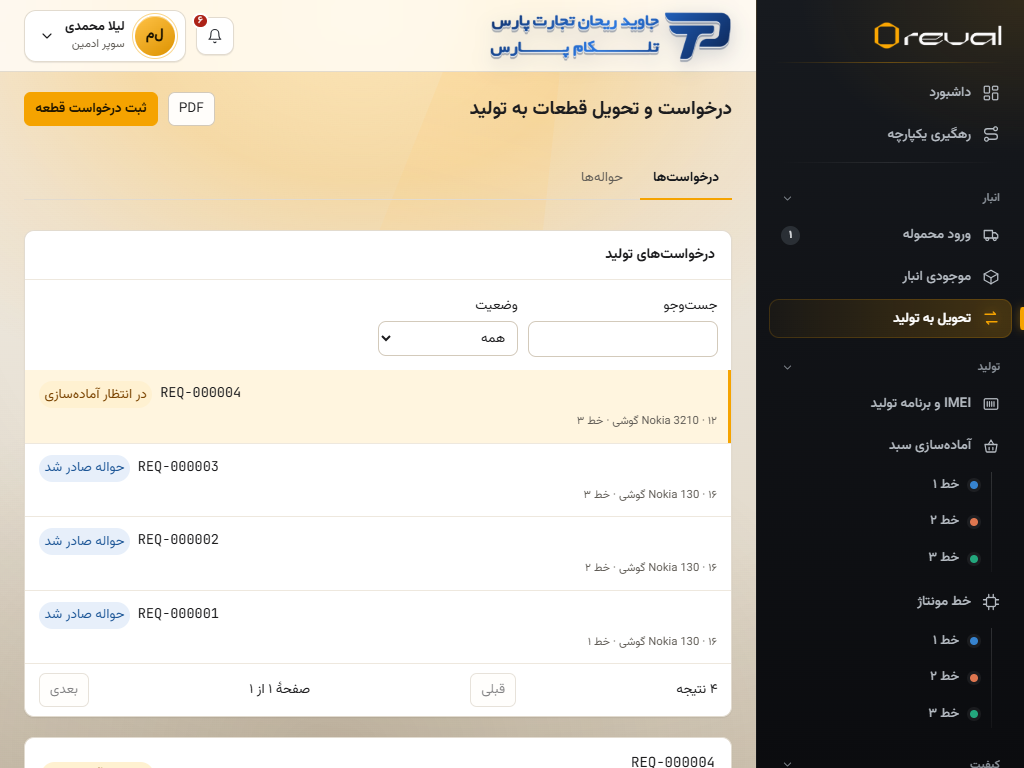 oreval
داشبورد
رهگیری یکپارچه
انبار
ورود محموله
۱
موجودی انبار
تحویل به تولید
تولید
IMEI و برنامه تولید
آماده‌سازی سبد
خط ۱
خط ۲
خط ۳
خط مونتاژ
خط ۱
خط ۲
خط ۳
کیفیت
جاوید ریحان تجارت پارس
تلـــــکام پـــــارس
۶
ل‌م
لیلا محمدی
سوپر ادمین
درخواست و تحویل قطعات به تولید
PDF
ثبت درخواست قطعه
درخواست‌ها
حواله‌ها
درخواست‌های تولید
جست‌وجو
وضعیت
همه
REQ-000004
در انتظار آماده‌سازی
۱۲ · Nokia 3210 گوشی · خط ۳
REQ-000003
حواله صادر شد
۱۶ · Nokia 130 گوشی · خط ۳
REQ-000002
حواله صادر شد
۱۶ · Nokia 130 گوشی · خط ۲
REQ-000001
حواله صادر شد
۱۶ · Nokia 130 گوشی · خط ۱
۴ نتیجه
قبلی
صفحهٔ ۱ از ۱
بعدی
REQ-000004